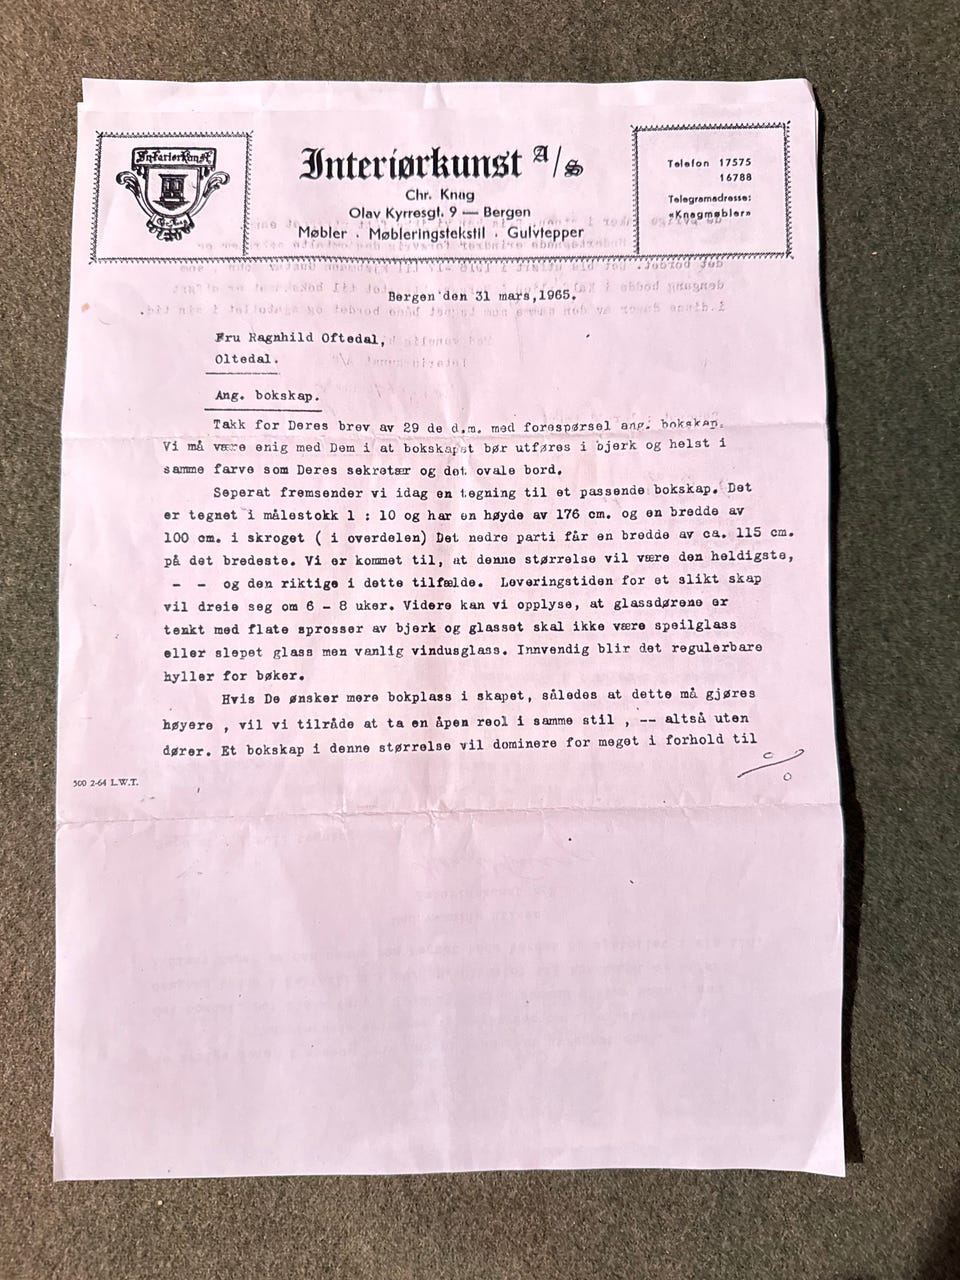 InteriørKunst
Interiørkunst A/S
Chr. Knag
Olav Kyrresgt. 9 — Bergen
Møbler . Møbleringstekstil . Gulvtepper
Telefon 17575
16788
Telegramadresse:
«Knagmøbler»
Bergen den 31 mars,1965.
Fru Ragnhild Oftedal,
Oltedal.
Ang. bokskap.
Takk for Deres brev av 29 de d.m. med forespørsel ang. bokskap.
Vi må være enig med Dem i at bokskapet bør utføres i bjerk og helst i
samme farve som Deres sekretær og det ovale bord.
Seperat fremsender vi idag en tegning til et passende bokskap. Det
er tegnet i målestokk 1 : 10 og har en høyde av 176 cm. og en bredde av
100 cm. i skroget ( i overdelen) Det nedre parti får en bredde av ca. 115 cm.
på det bredeste. Vi er kommet til, at denne størrelse vil være den heldigste,
— — og den riktige i dette tilfælde. Leveringstiden for et slikt skap
vil dreie seg om 6 – 8 uker. Videre kan vi opplyse, at glassdørene er
tenkt med flate sprosser av bjerk og glasset skal ikke være speilglass
eller slepet glass men vanlig vindusglass. Innvendig blir det regulerbare
hyller for bøker.
Hvis De ønsker mere bokplass i skapet, således at dette må gjøres
høyere , vil vi tilråde at ta en åpen reol i samme stil , –– altså uten
dører. Et bokskap i denne størrelse vil dominere for meget i forhold til
500 2-64 L.W.T.